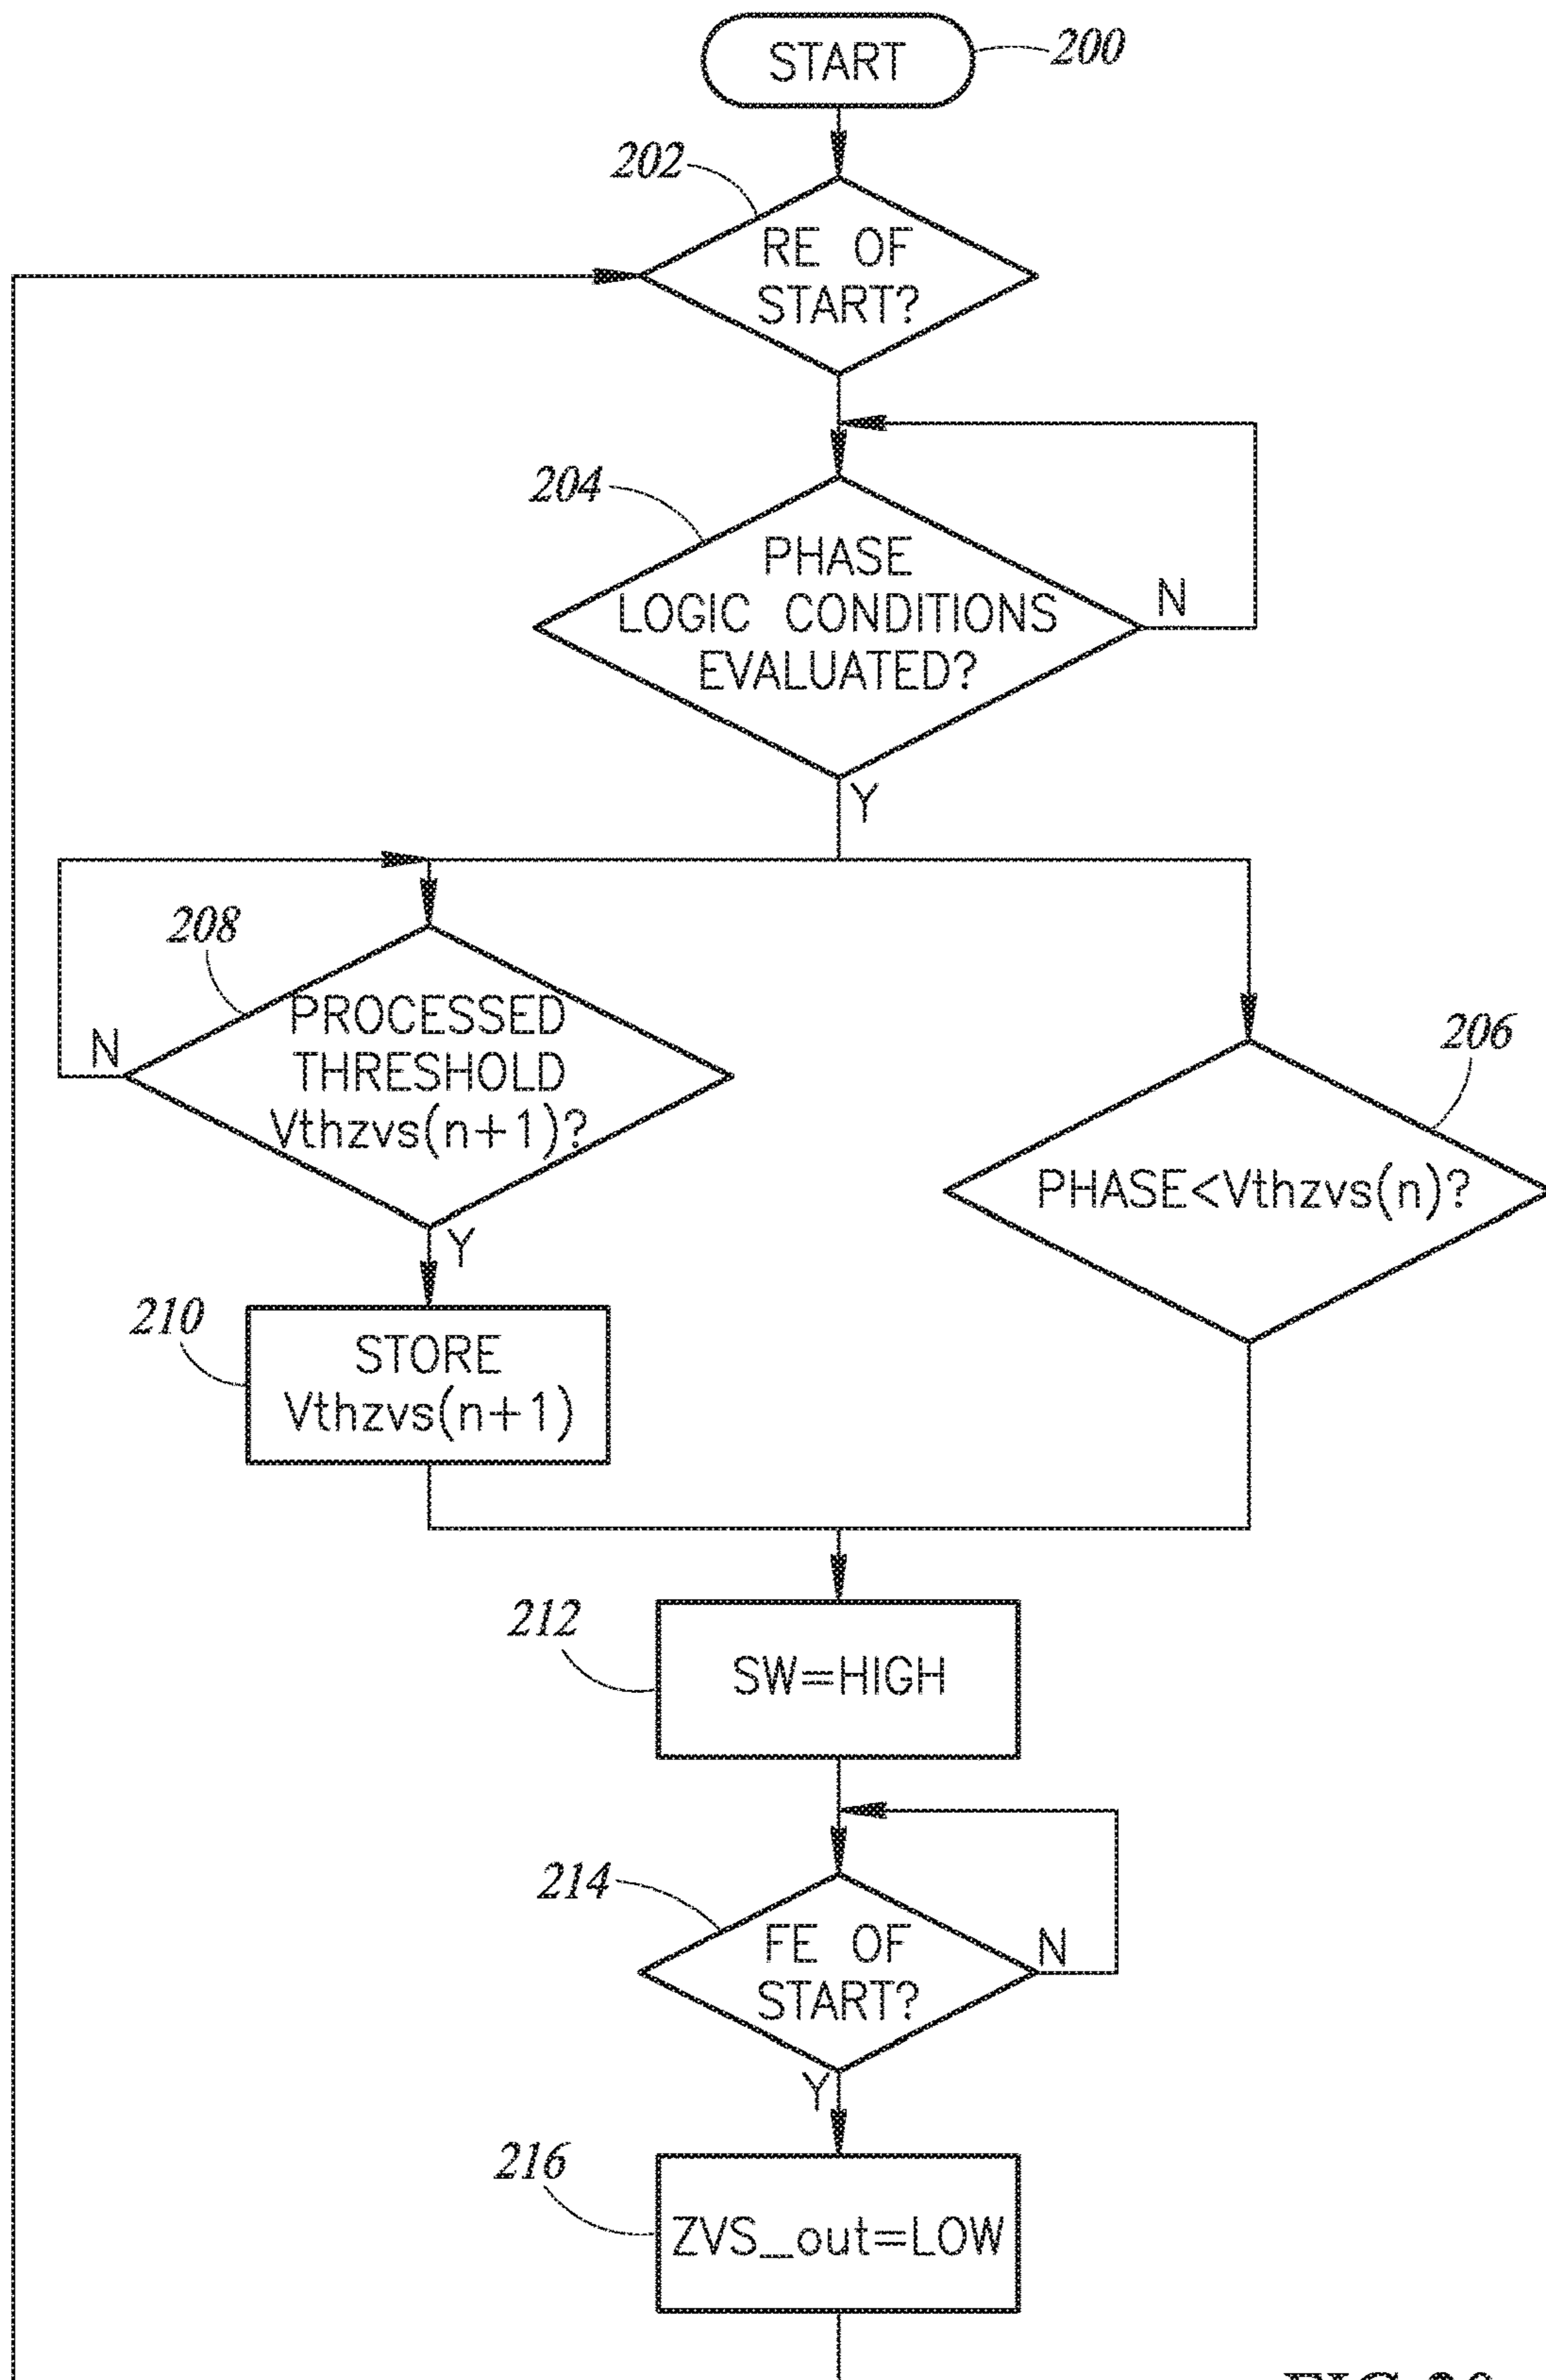 START
200
202
RE OF
START?
204
PHASE
LOGIC CONDITIONS
EVALUATED?
N
Y
208
PROCESSED
THRESHOLD
Vthzvs(n+1)?
N
Y
206
PHASE<Vthzvs(n)?
210
STORE
Vthzvs(n+1)
212
SW=HIGH
214
FE OF
START?
N
Y
216
ZVS_out=LOW